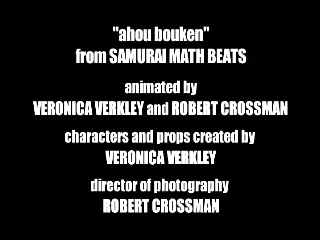 "ahou bouken"
from SAMURAI MATH BEATS
animated by
VERONICA VERKLEY and ROBERT CROSSMAN
characters and props created by
VERONICA VERKLEY
director of photography
ROBERT CROSSMAN